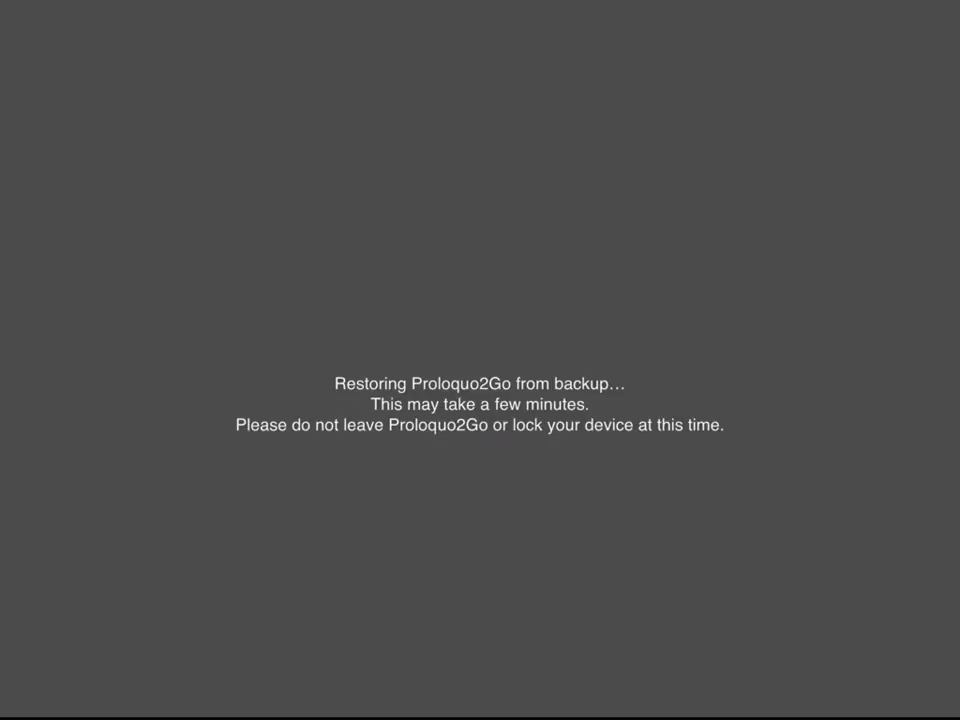 Restoring Proloquo2Go from backup…
This may take a few minutes.
Please do not leave Proloquo2Go or lock your device at this time.